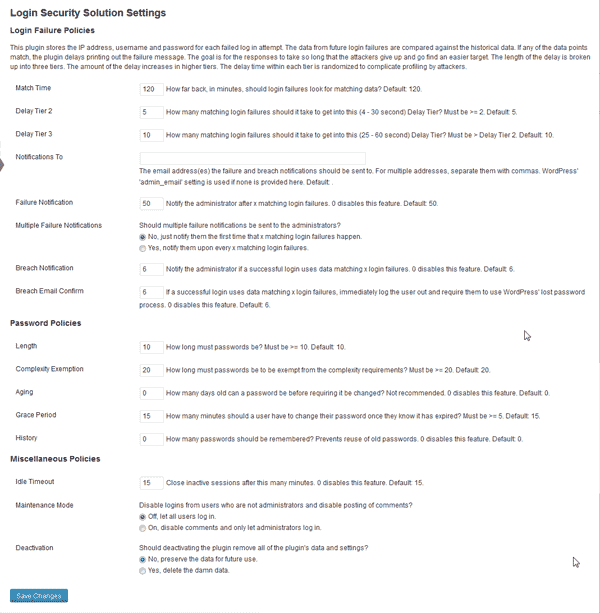 Login Security Solution Settings
Login Failure Policies
This plugin stores the IP address, username and password for each failed log in attempt. The data from future login failures are compared against the historical data. If any of the data points
match, the plugin delays printing out the failure message. The goal is for the responses to take so long that the attackers give up and go find an easier target. The length of the delay is broken
up into three tiers. The amount of the delay increases in higher tiers. The delay time within each tier is randomized to complicate profiling by attackers.
Match Time 120 How far back, in minutes, should login failures look for matching data? Default: 120.
Delay Tier 2 5 How many matching login failures should it take to get into this (4 - 30 second) Delay Tier? Must be >= 2. Default: 5.
Delay Tier 3 10 How many matching login failures should it take to get into this (25 - 60 second) Delay Tier? Must be > Delay Tier 2. Default: 10.
Notifications To
The email address(es) the failure and breach notifications should be sent to. For multiple addresses, separate them with commas. WordPress'
'admin_email' setting is used if none is provided here. Default: .
Failure Notification 50 Notify the administrator after x matching login failures. 0 disables this feature. Default: 50.
Multiple Failure Notifications Should multiple failure notifications be sent to the administrators?
No, just notify them the first time that x matching login failures happen.
Yes, notify them upon every x matching login failures.
Breach Notification 6 Notify the administrator if a successful login uses data matching x login failures. 0 disables this feature. Default: 6.
Breach Email Confirm 6 If a successful login uses data matching x login failures, immediately log the user out and require them to use WordPress' lost password
process. 0 disables this feature. Default: 6.
Password Policies
Length 10 How long must passwords be? Must be >= 10. Default: 10.
Complexity Exemption 20 How long must passwords be to be exempt from the complexity requirements? Must be >= 20. Default: 20.
Aging 0 How many days old can a password be before requiring it be changed? Not recommended. 0 disables this feature. Default: 0.
Grace Period 15 How many minutes should a user have to change their password once they know it has expired? Must be >= 5. Default: 15.
History 0 How many passwords should be remembered? Prevents reuse of old passwords. 0 disables this feature. Default: 0.
Miscellaneous Policies
Idle Timeout 15 Close inactive sessions after this many minutes. 0 disables this feature. Default: 15.
Maintenance Mode Disable logins from users who are not administrators and disable posting of comments?
Off, let all users log in.
On, disable comments and only let administrators log in.
Deactivation Should deactivating the plugin remove all of the plugin's data and settings?
No, preserve the data for future use.
Yes, delete the damn data.
Save Changes